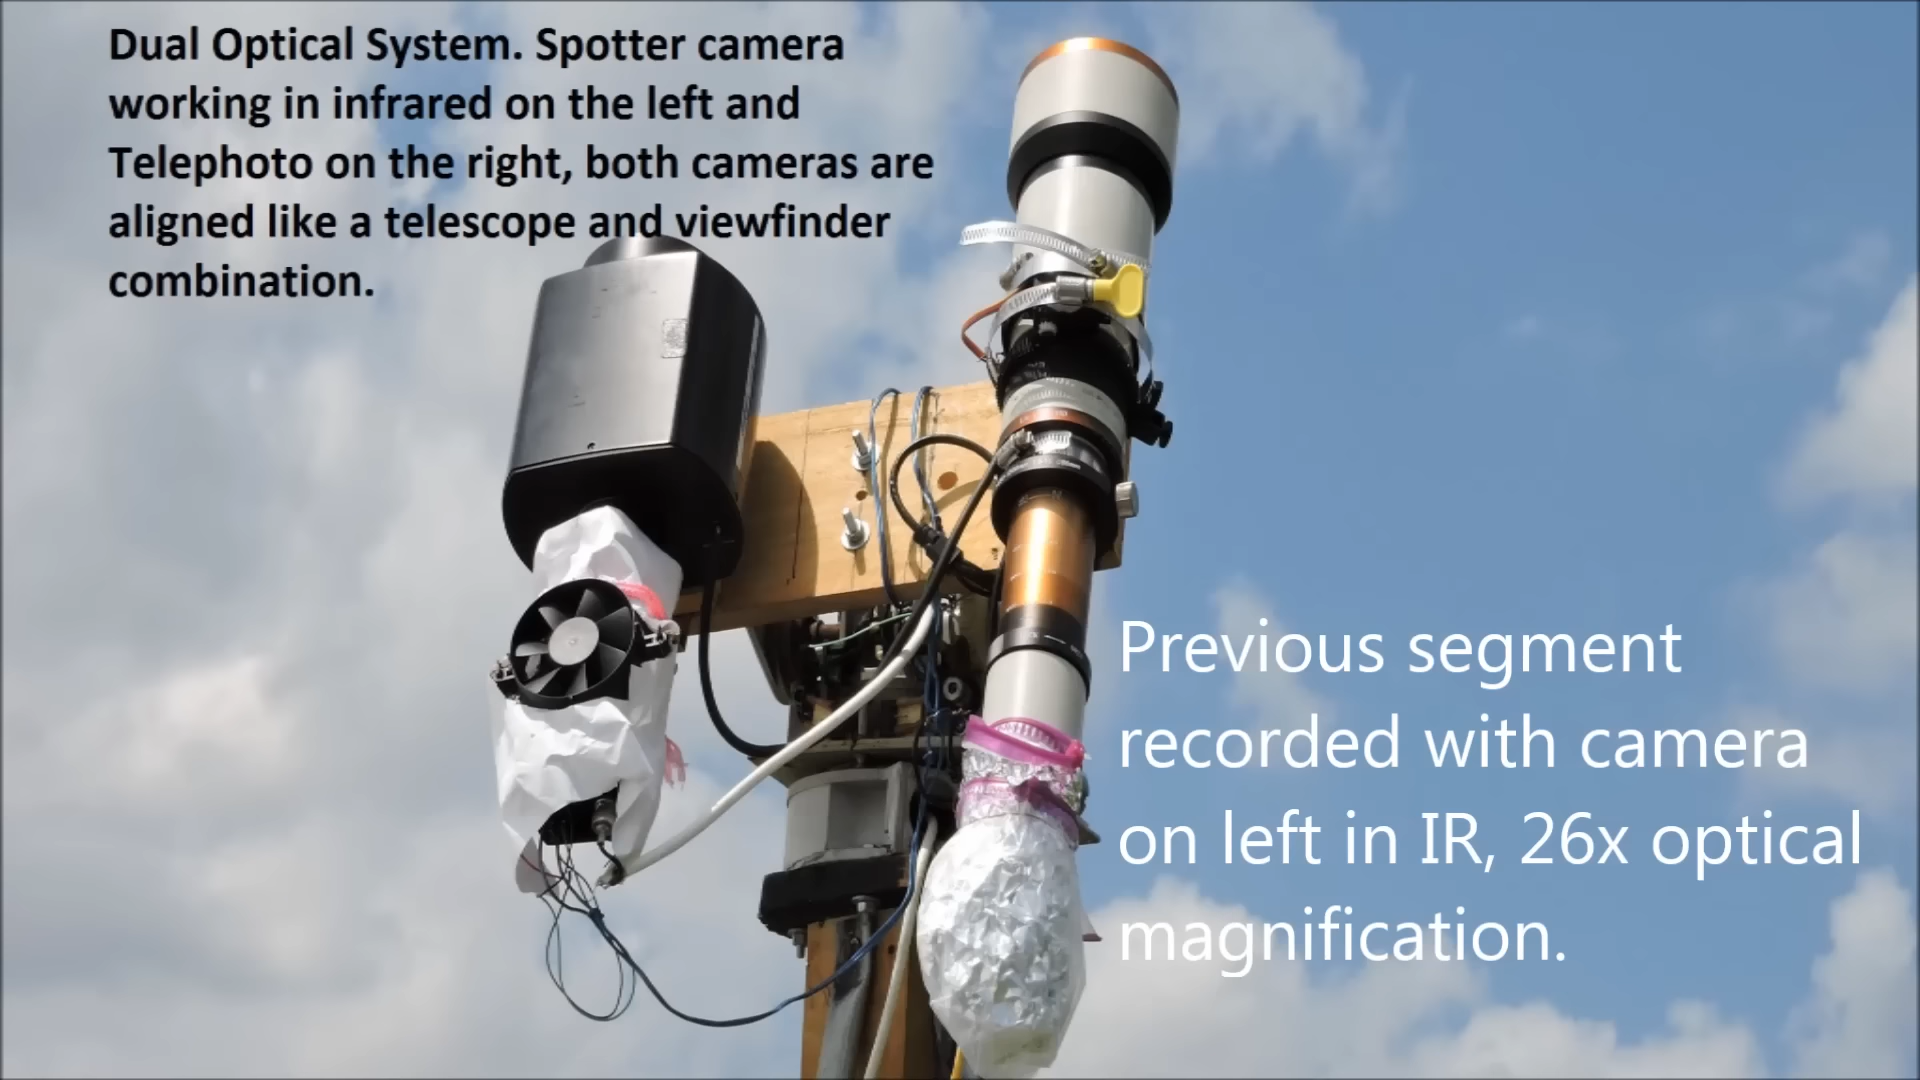 Dual Optical System. Spotter camera
working in infrared on the left and
Telephoto on the right, both cameras are
aligned like a telescope and viewfinder
combination.
Previous segment
recorded with camera
on left in IR, 26x optical
magnification.